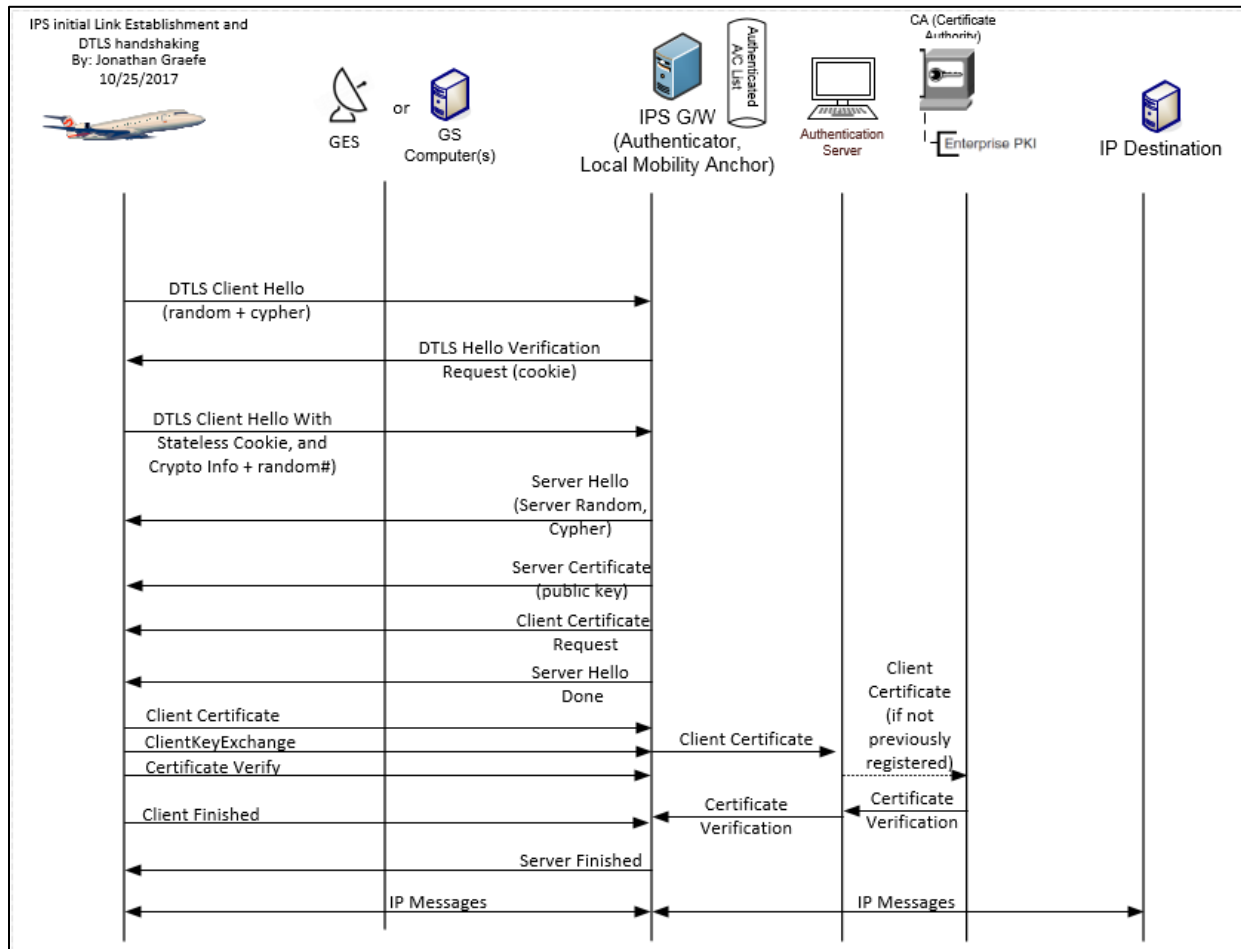 IPS initial Link Establishment and
DTLS handshaking
By: Jonathan Graefe
10/25/2017
GES
or
GS
Computer(s)
IPS G/W
(Authenticator,
Local Mobility Anchor)
Authenticated
A/C List
Authentication
Server
CA (Certificate
Authority)
Enterprise PKI
IP Destination
DTLS Client Hello
(random + cypher)
DTLS Hello Verification
Request (cookie)
DTLS Client Hello With
Stateless Cookie, and
Crypto Info + random#)
Server Hello
(Server Random,
Cypher)
Server Certificate
(public key)
Client Certificate
Request
Server Hello
Done
Client Certificate
ClientKeyExchange
Certificate Verify
Client Certificate
Client
Certificate
(if not
previously
registered)
Client Finished
Certificate
Verification
Certificate
Verification
Server Finished
IP Messages
IP Messages